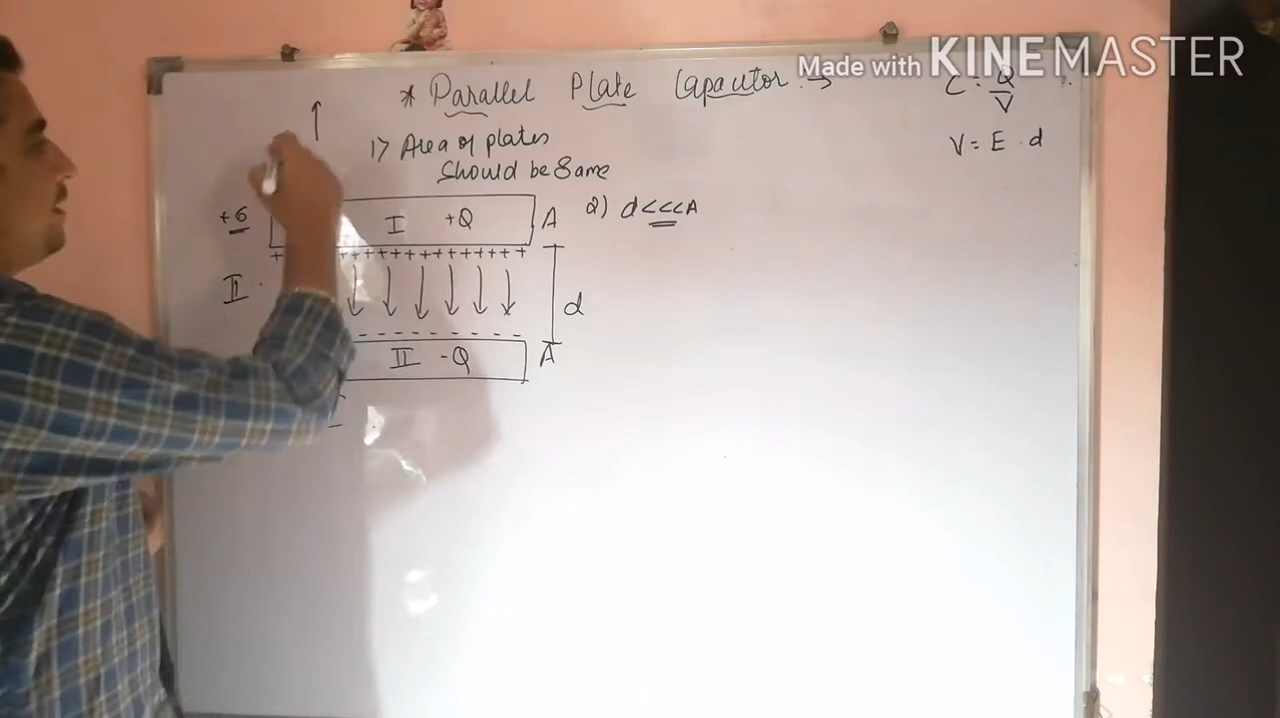 Made with KINEMASTER
* Parallel Plate Capacitor :→
C = Q
V
V = E . d
1) Area of plates
should be same
2) d<<<A
+σ
I +Q A
+ + + + + + + + + + + + + +
II
d
- - - - - - - - - -
II -Q A